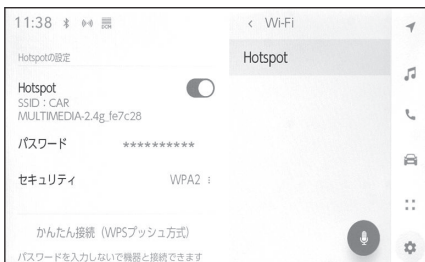 11:38
< Wi-Fi
Hotspotの設定
Hotspot
Hotspot
SSID：CAR
MULTIMEDIA-2.4g_fe7c28
パスワード **********
セキュリティ WPA2
かんたん接続（WPSプッシュ方式）
パスワードを入力しないで機器と接続できます